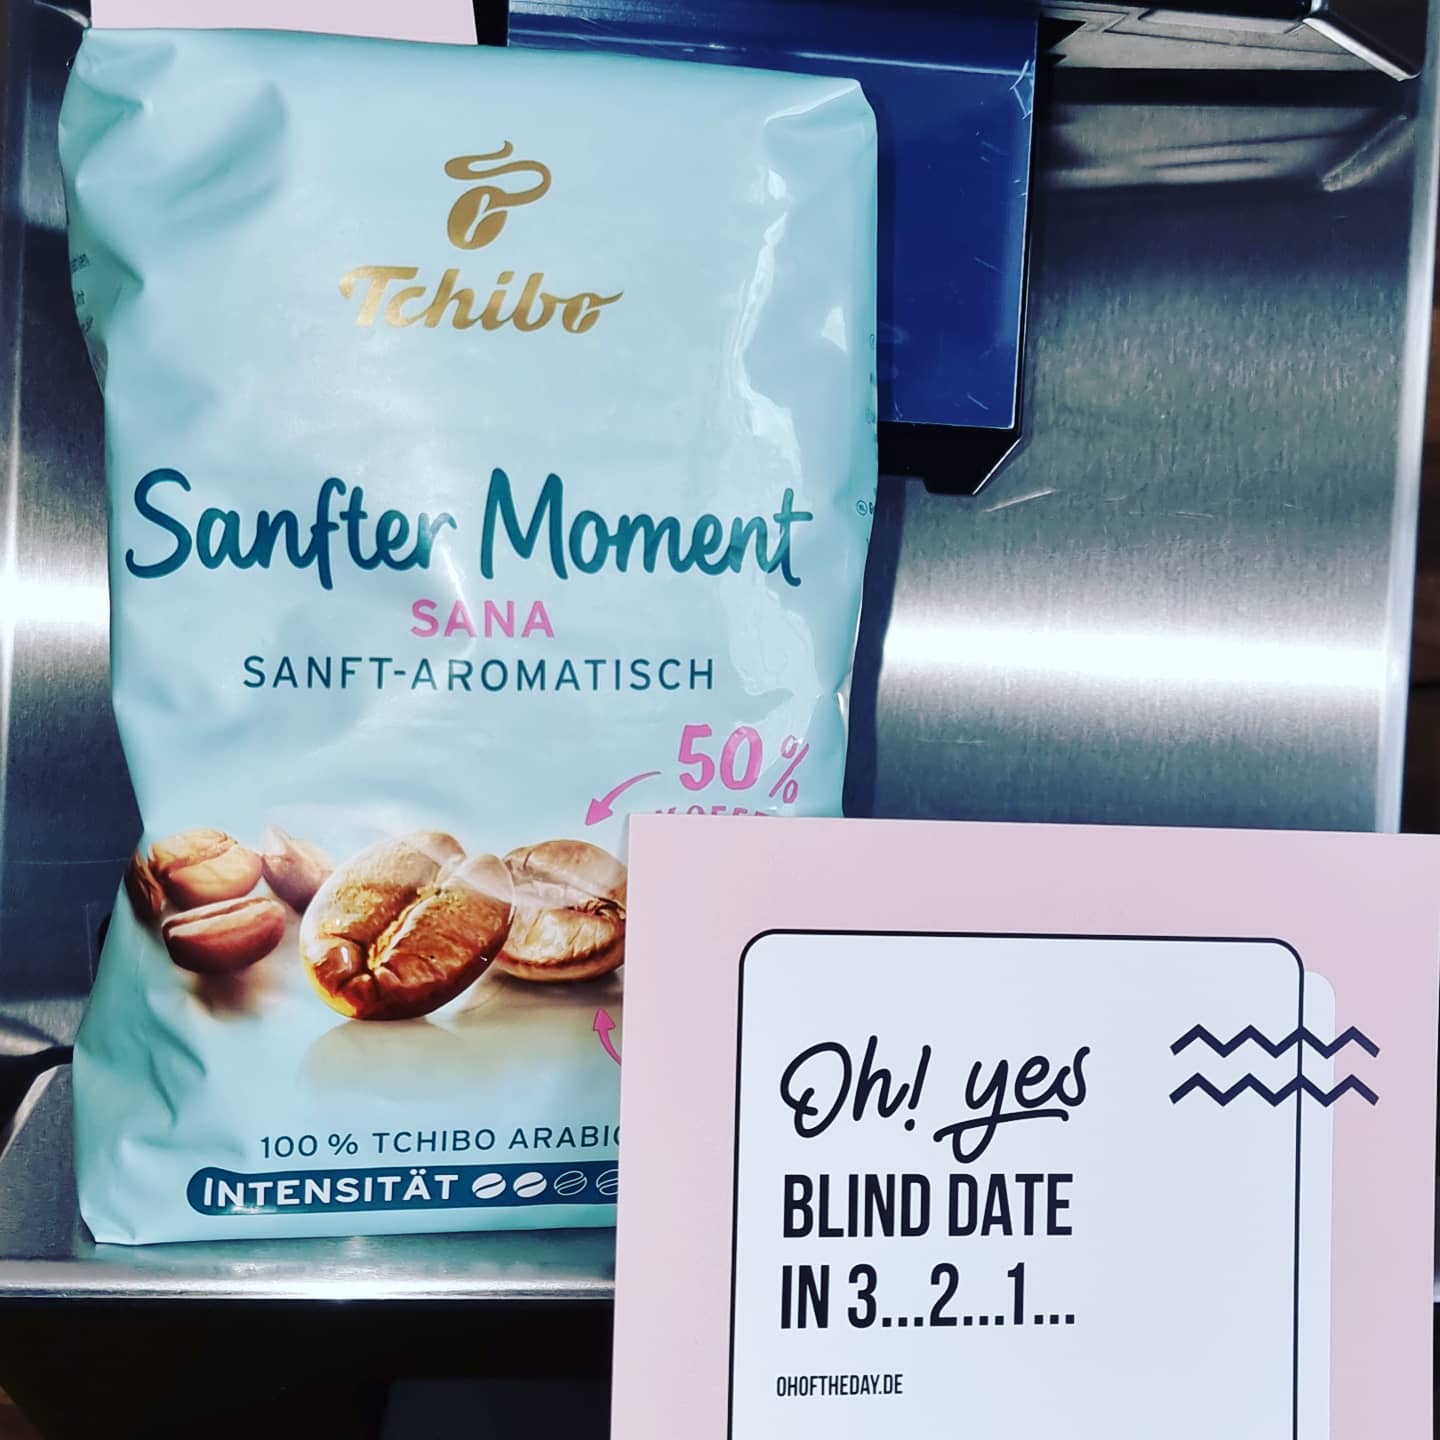 Tchibo
Sanfter Moment
SANA
SANFT-AROMATISCH
50%
100 % TCHIBO
INTENSITÄT
Oh! yes
BLIND DATE
IN 3...2...1...
OHOFTHEDAY.DE